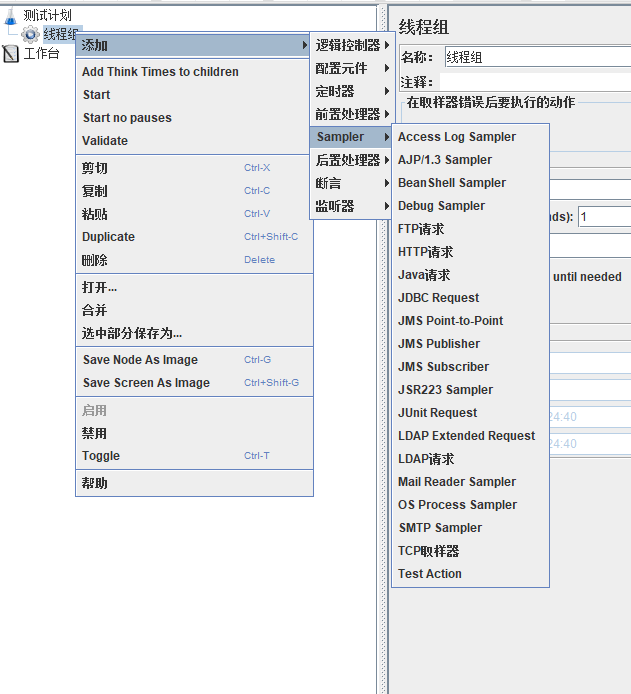 测试计划
线程组
工作台
添加
Add Think Times to children
Start
Start no pauses
Validate
剪切 Ctrl-X
复制 Ctrl-C
粘贴 Ctrl-V
Duplicate Ctrl+Shift-C
删除 Delete
打开...
合并
选中部分保存为...
Save Node As Image Ctrl-G
Save Screen As Image Ctrl+Shift-G
启用
禁用
Toggle Ctrl-T
帮助
逻辑控制器
配置元件
定时器
前置处理器
Sampler
后置处理器
断言
监听器
Access Log Sampler
AJP/1.3 Sampler
BeanShell Sampler
Debug Sampler
FTP请求
HTTP请求
Java请求
JDBC Request
JMS Point-to-Point
JMS Publisher
JMS Subscriber
JSR223 Sampler
JUnit Request
LDAP Extended Request
LDAP请求
Mail Reader Sampler
OS Process Sampler
SMTP Sampler
TCP取样器
Test Action
线程组
名称： 线程组
注释：
在取样器错误后要执行的动作
nds): 1
until needed
24:40
24:40